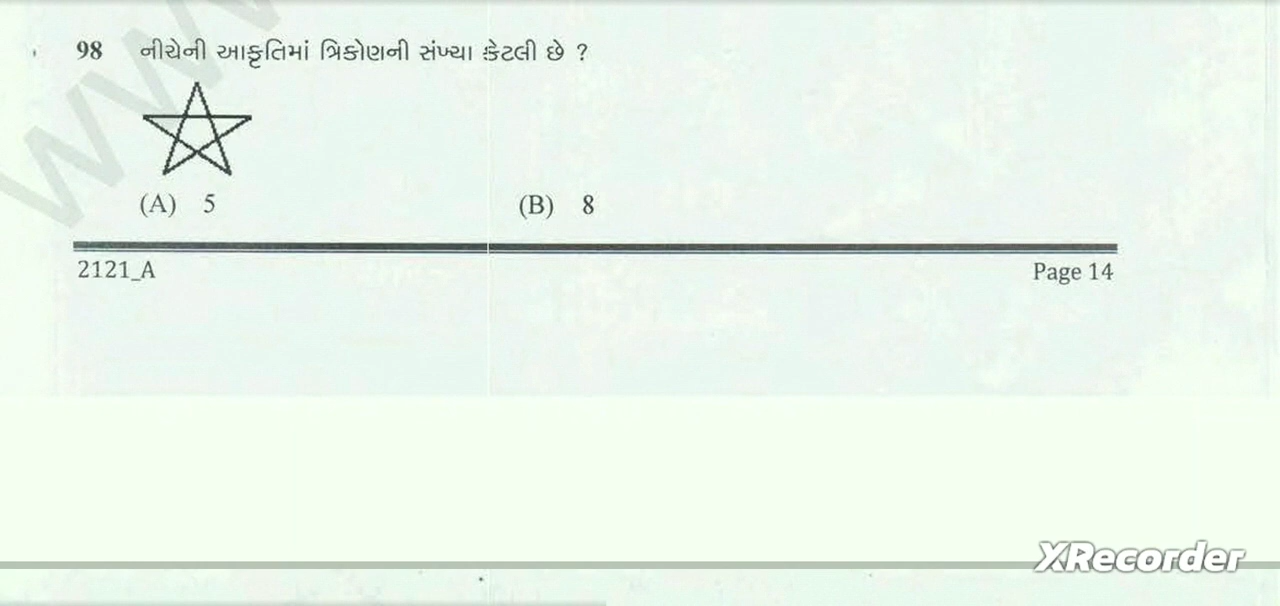 98 નીચેની આકૃતિમાં ત્રિકોણની સંખ્યા કેટલી છે ?
(A) 5 (B) 8
2121_A Page 14
XRecorder